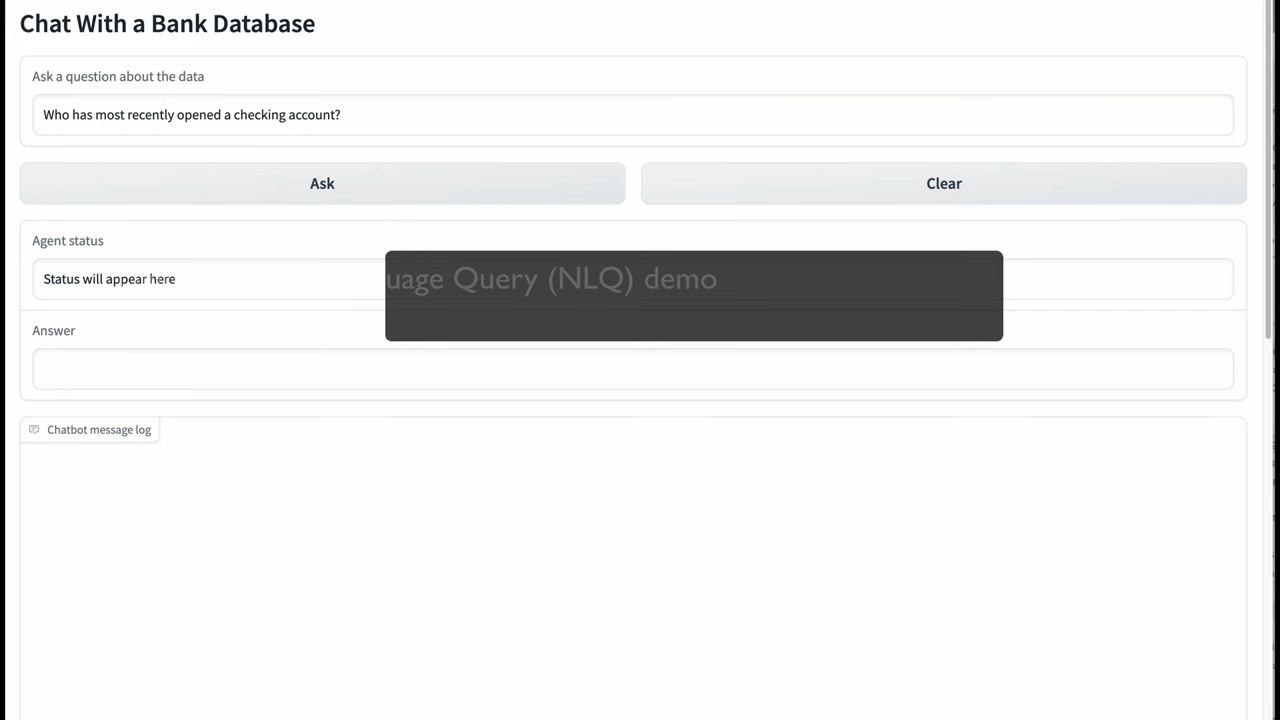 Chat With a Bank Database
Ask a question about the data
Who has most recently opened a checking account?
Ask
Clear
Agent status
Status will appear here
uage Query (NLQ) demo
Answer
Chatbot message log